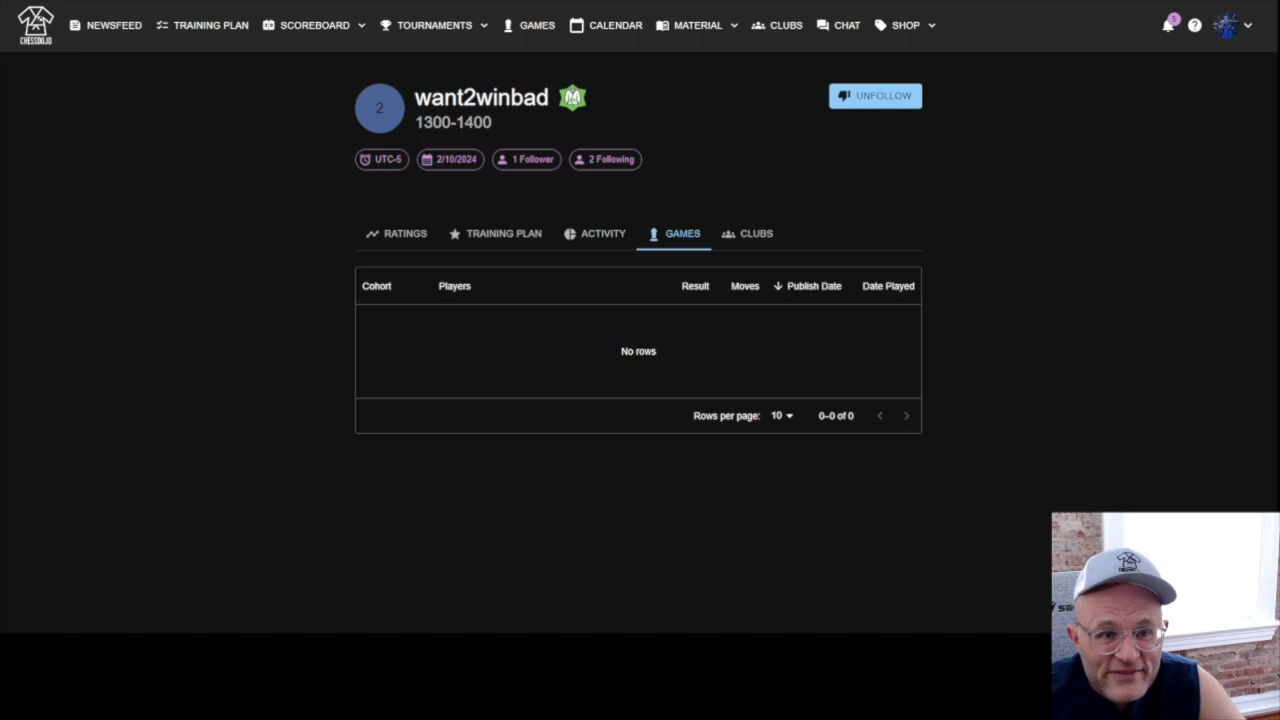 CHESSDOJO NEWSFEED TRAINING PLAN SCOREBOARD TOURNAMENTS GAMES CALENDAR MATERIAL CLUBS CHAT SHOP 5
2 want2winbad UNFOLLOW
1300-1400
UTC-5 2/10/2024 1 Follower 2 Following
RATINGS TRAINING PLAN ACTIVITY GAMES CLUBS
Cohort Players Result Moves Publish Date Date Played
No rows
Rows per page: 10 0–0 of 0